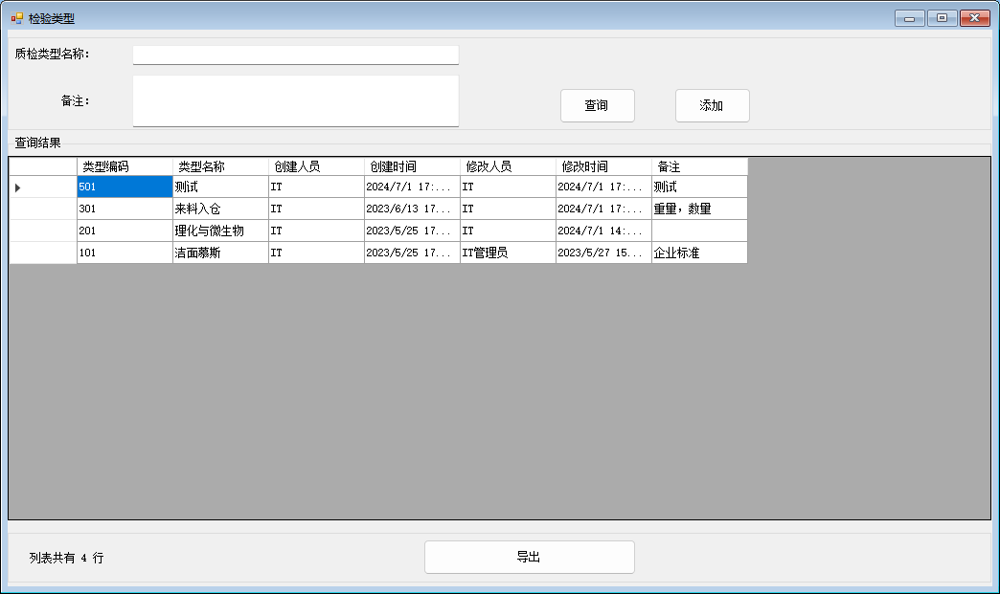 检验类型
质检类型名称:
备注:
查询 添加
查询结果
类型编码 类型名称 创建人员 创建时间 修改人员 修改时间 备注
501 测试 IT 2024/7/1 17:... IT 2024/7/1 17:... 测试
301 来料入仓 IT 2023/6/13 17... IT 2024/7/1 17:... 重量，数量
201 理化与微生物 IT 2023/5/25 17... IT 2024/7/1 14:...
101 洁面慕斯 IT 2023/5/25 17... IT管理员 2023/5/27 15... 企业标准
列表共有 4 行 导出